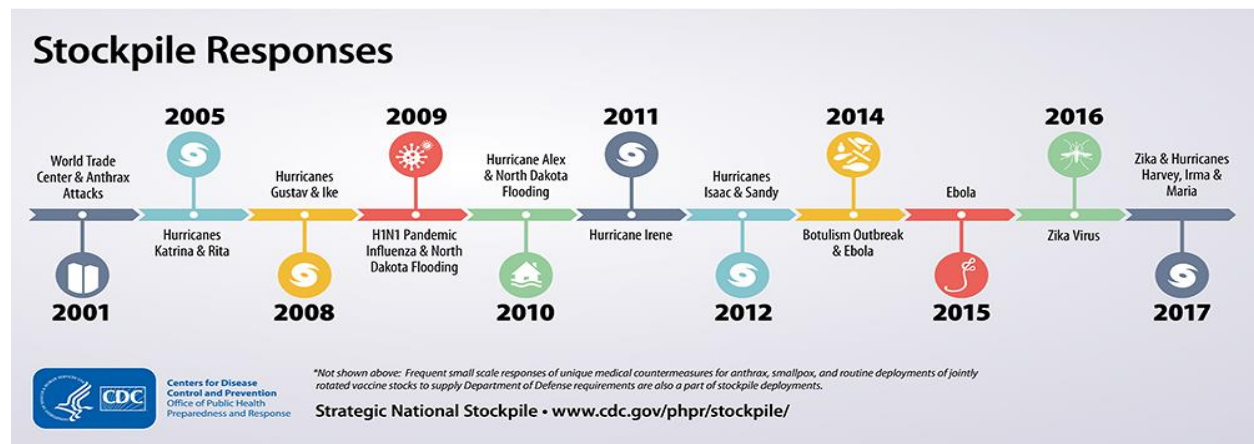 Stockpile Responses
World Trade
Center & Anthrax
Attacks
2001
2005
Hurricanes
Katrina & Rita
Hurricanes
Gustav & Ike
2008
2009
H1N1 Pandemic
Influenza & North
Dakota Flooding
Hurricane Alex
& North Dakota
Flooding
2010
2011
Hurricane Irene
Hurricanes
Isaac & Sandy
2012
2014
Botulism Outbreak
& Ebola
Ebola
2015
2016
Zika Virus
Zika & Hurricanes
Harvey, Irma &
Maria
2017
CDC
Centers for Disease
Control and Prevention
Office of Public Health
Preparedness and Response
*Not shown above: Frequent small scale responses of unique medical countermeasures for anthrax, smallpox, and routine deployments of jointly
rotated vaccine stocks to supply Department of Defense requirements are also a part of stockpile deployments.
Strategic National Stockpile • www.cdc.gov/phpr/stockpile/